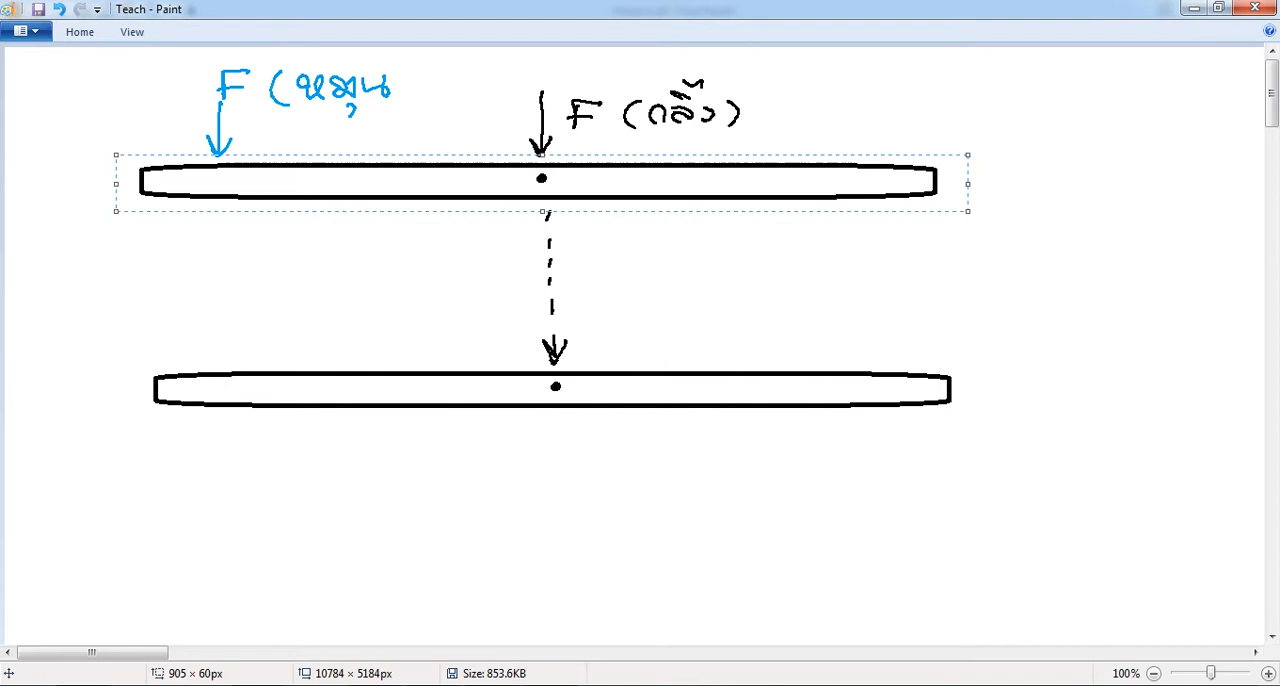 Teach - Paint
Home View
F (หมุน
F (กลิ้ง)
905 × 60px 10784 × 5184px Size: 853.6KB 100%